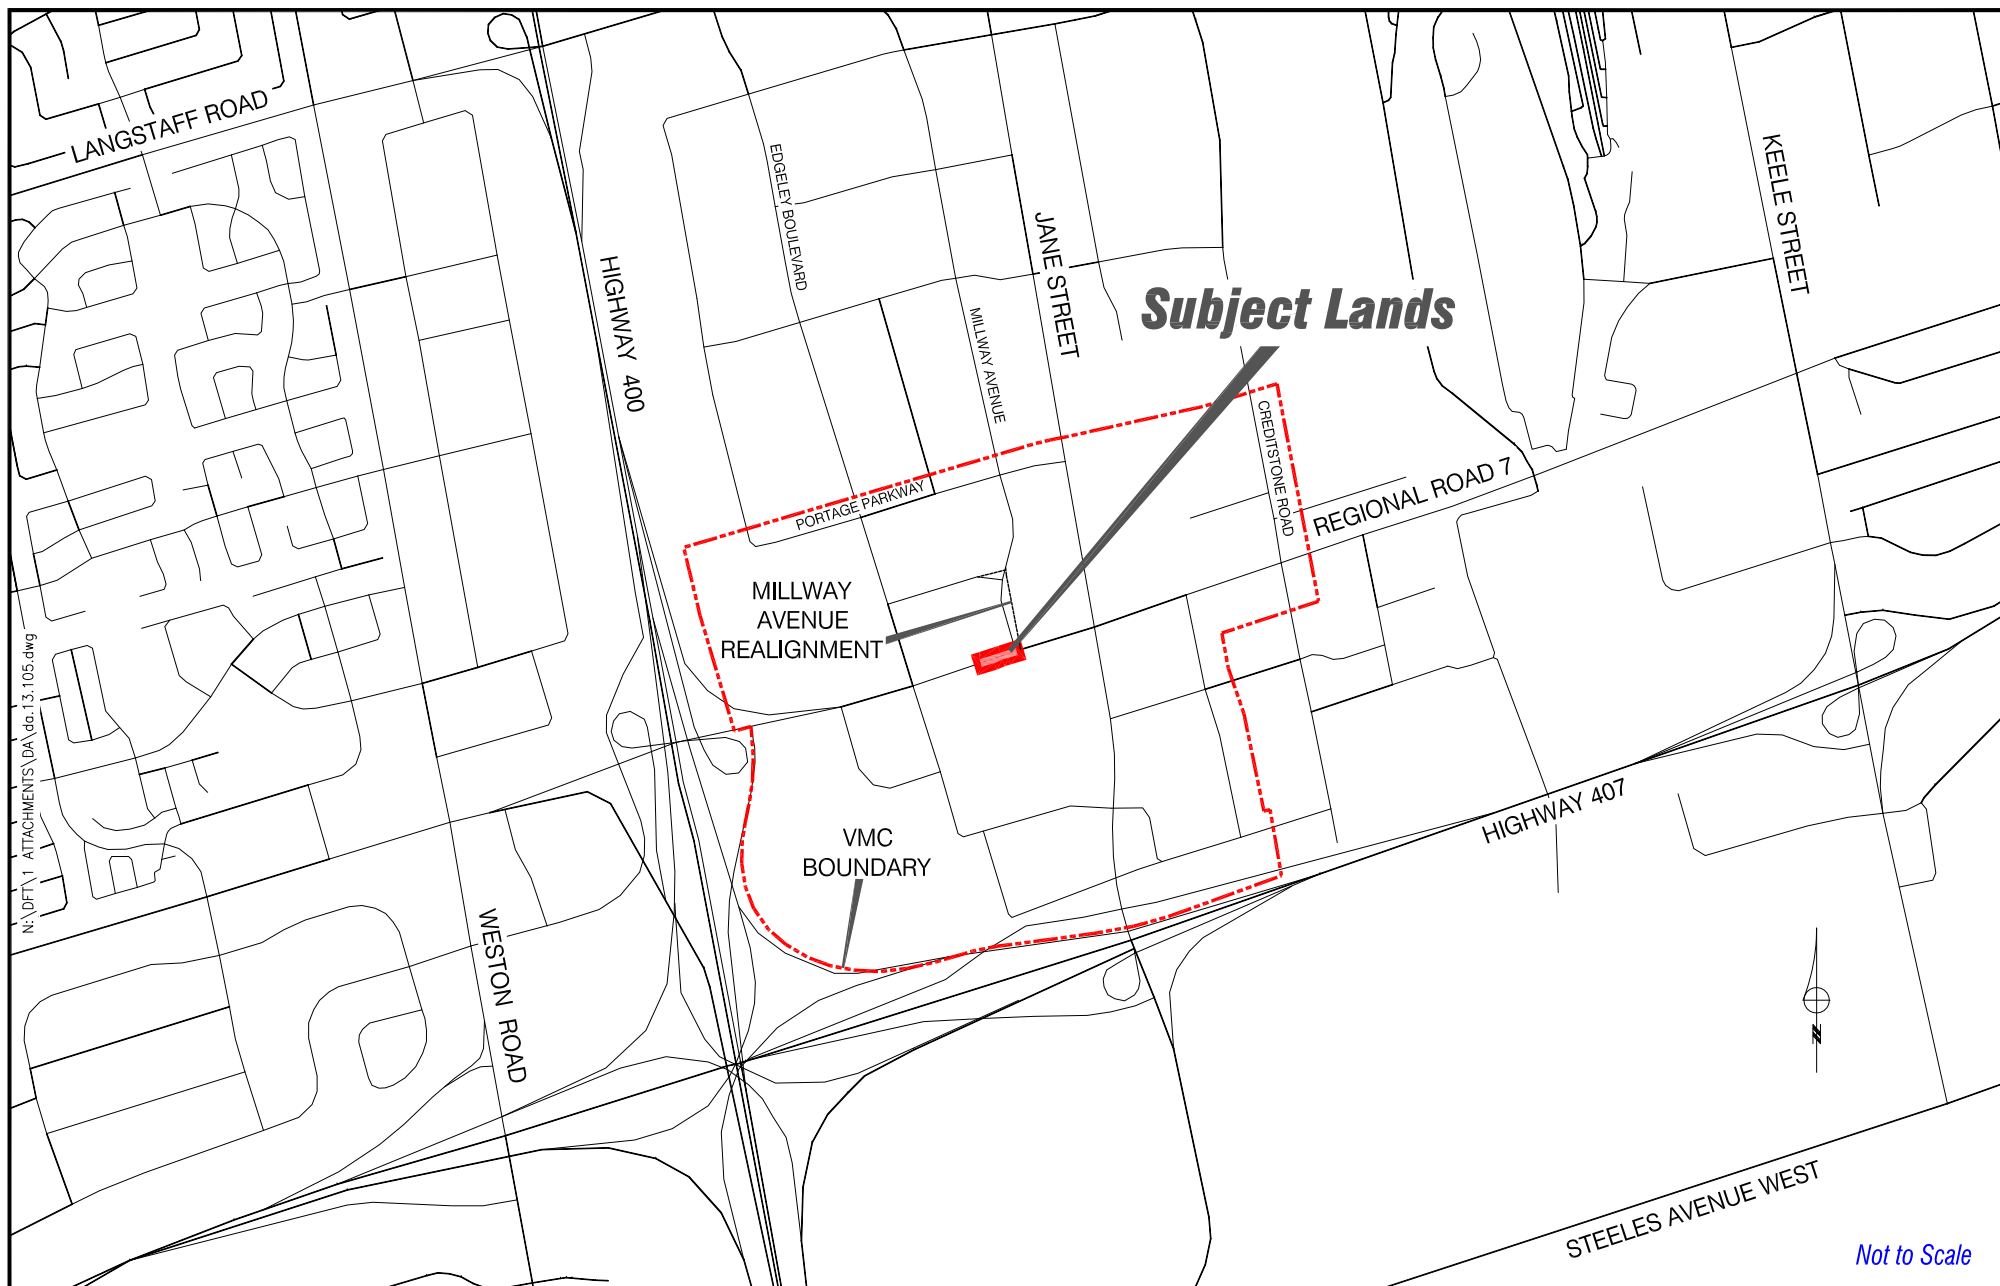 LANGSTAFF ROAD
EDGELEY BOULEVARD
KEELE STREET
JANE STREET
HIGHWAY 400
Subject Lands
MILLWAY AVENUE
CREDITSTONE ROAD
REGIONAL ROAD 7
PORTAGE PARKWAY
MILLWAY
AVENUE
REALIGNMENT
N:\DFT\1 ATTACHMENTS\DA\da.13.105.dwg
HIGHWAY 407
VMC
BOUNDARY
WESTON ROAD
N
STEELES AVENUE WEST
Not to Scale